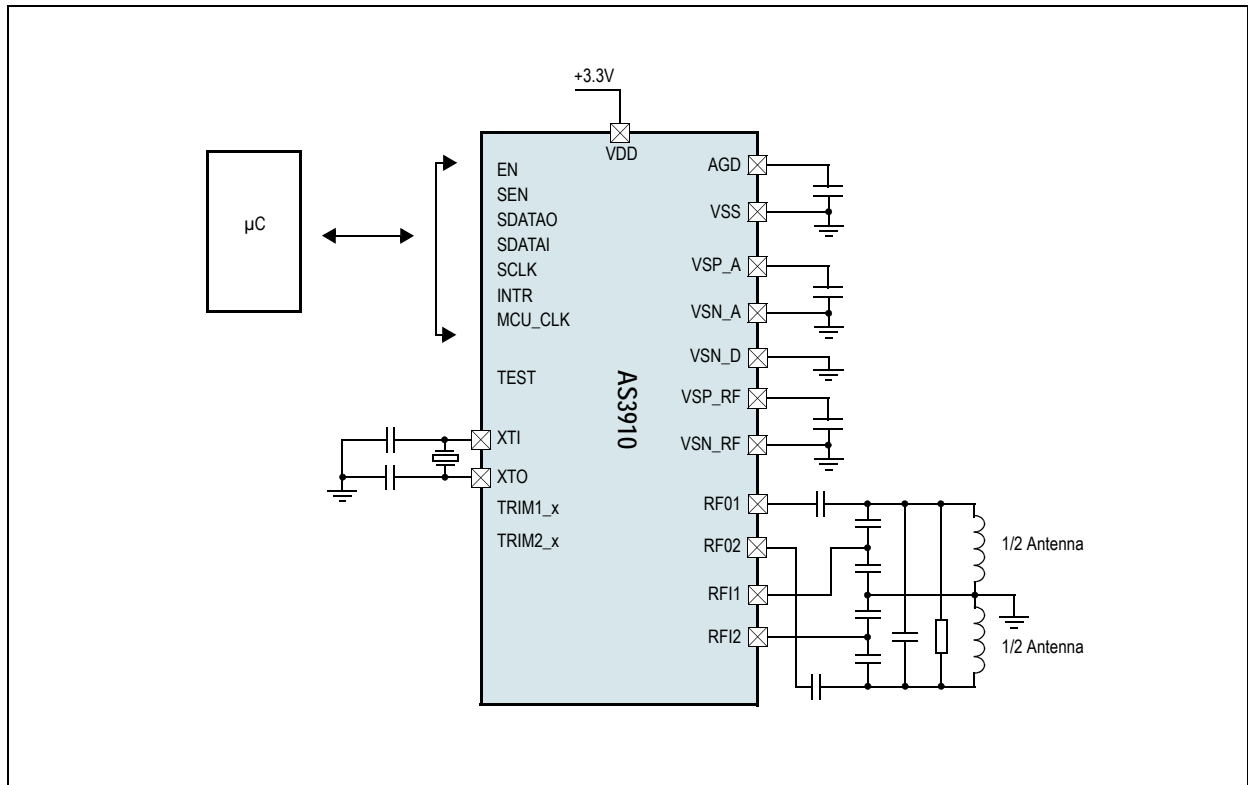 +3.3V
VDD
µC
EN
SEN
SDATAO
SDATAI
SCLK
INTR
MCU_CLK
TEST
XTI
XTO
TRIM1_x
TRIM2_x
AS3910
AGD
VSS
VSP_A
VSN_A
VSN_D
VSP_RF
VSN_RF
RF01
RF02
RFI1
RFI2
1/2 Antenna
1/2 Antenna